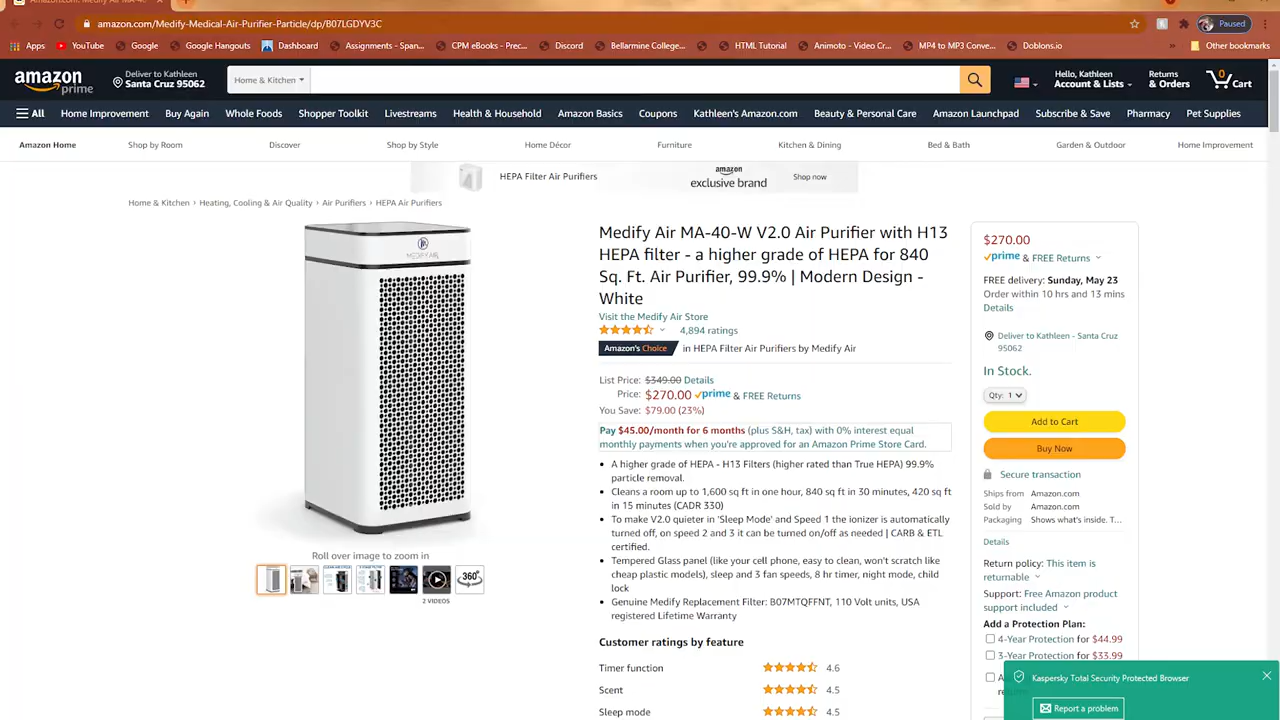 amazon.com/Medify-Medical-Air-Purifier-Particle/dp/B07LGDYV3C
Paused
Apps YouTube Google Google Hangouts Dashboard Assignments - Span... CPM eBooks - Prec... Discord Bellarmine College... HTML Tutorial Animoto - Video Cr... MP4 to MP3 Conve... Doblons.io » Other bookmarks
amazon prime
Deliver to Kathleen
Santa Cruz 95062
Home & Kitchen
Hello, Kathleen
Account & Lists
Returns
& Orders
0
Cart
All Home Improvement Buy Again Whole Foods Shopper Toolkit Livestreams Health & Household Amazon Basics Coupons Kathleen's Amazon.com Beauty & Personal Care Amazon Launchpad Subscribe & Save Pharmacy Pet Supplies
Amazon Home Shop by Room Discover Shop by Style Home Décor Furniture Kitchen & Dining Bed & Bath Garden & Outdoor Home Improvement
HEPA Filter Air Purifiers
amazon
exclusive brand
Shop now
Home & Kitchen › Heating, Cooling & Air Quality › Air Purifiers › HEPA Air Purifiers
MEDIFY AIR
Roll over image to zoom in
360°
2 VIDEOS
Medify Air MA-40-W V2.0 Air Purifier with H13
HEPA filter - a higher grade of HEPA for 840
Sq. Ft. Air Purifier, 99.9% | Modern Design -
White
Visit the Medify Air Store
4,894 ratings
Amazon's Choice in HEPA Filter Air Purifiers by Medify Air
List Price: $349.00 Details
Price: $270.00 prime & FREE Returns
You Save: $79.00 (23%)
Pay $45.00/month for 6 months (plus S&H, tax) with 0% interest equal
monthly payments when you're approved for an Amazon Prime Store Card.
• A higher grade of HEPA - H13 Filters (higher rated than True HEPA) 99.9%
particle removal.
• Cleans a room up to 1,600 sq ft in one hour, 840 sq ft in 30 minutes, 420 sq ft
in 15 minutes (CADR 330)
• To make V2.0 quieter in 'Sleep Mode' and Speed 1 the ionizer is automatically
turned off, on speed 2 and 3 it can be turned on/off as needed | CARB & ETL
certified.
• Tempered Glass panel (like your cell phone, easy to clean, won't scratch like
cheap plastic models), sleep and 3 fan speeds, 8 hr timer, night mode, child
lock
• Genuine Medify Replacement Filter: B07MTQFFNT, 110 Volt units, USA
registered Lifetime Warranty
Customer ratings by feature
Timer function 4.6
Scent 4.5
Sleep mode 4.5
$270.00
prime & FREE Returns
FREE delivery: Sunday, May 23
Order within 10 hrs and 13 mins
Details
Deliver to Kathleen - Santa Cruz
95062
In Stock.
Qty: 1
Add to Cart
Buy Now
Secure transaction
Ships from Amazon.com
Sold by Amazon.com
Packaging Shows what's inside. T...
Details
Return policy: This item is
returnable
Support: Free Amazon product
support included
Add a Protection Plan:
4-Year Protection for $44.99
3-Year Protection for $33.99
Kaspersky Total Security Protected Browser
Report a problem